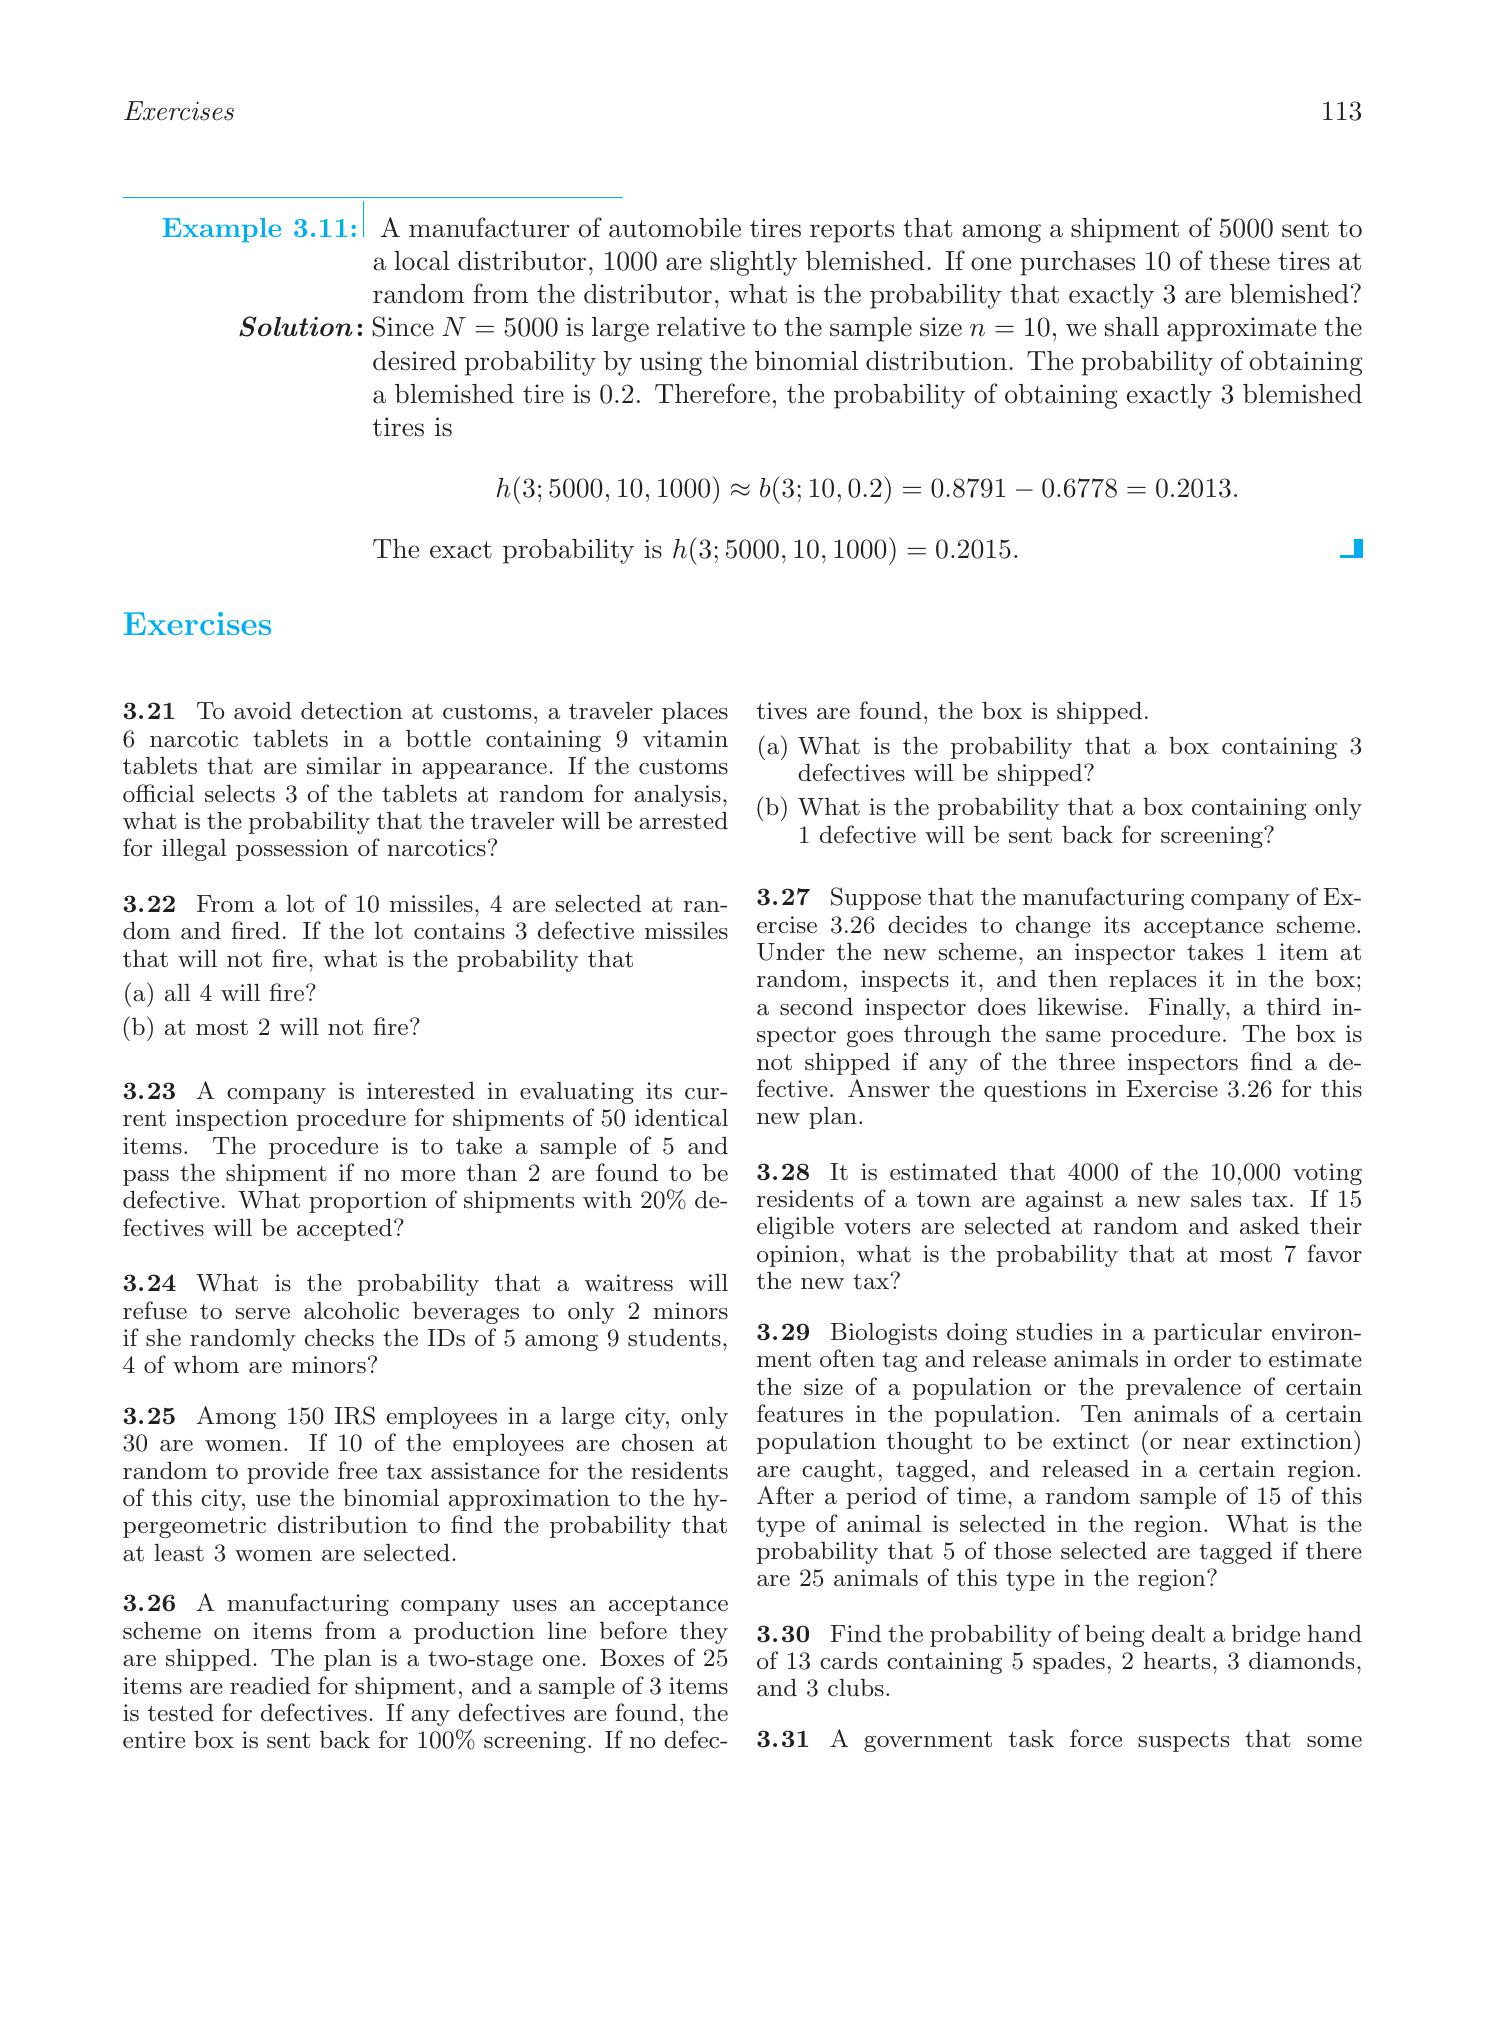 Exercises 113
Example 3.11: A manufacturer of automobile tires reports that among a shipment of 5000 sent to
a local distributor, 1000 are slightly blemished. If one purchases 10 of these tires at
random from the distributor, what is the probability that exactly 3 are blemished?
Solution: Since N = 5000 is large relative to the sample size n = 10, we shall approximate the
desired probability by using the binomial distribution. The probability of obtaining
a blemished tire is 0.2. Therefore, the probability of obtaining exactly 3 blemished
tires is
h(3; 5000, 10, 1000) ≈ b(3; 10, 0.2) = 0.8791 − 0.6778 = 0.2013.
The exact probability is h(3; 5000, 10, 1000) = 0.2015.
Exercises
3.21 To avoid detection at customs, a traveler places
6 narcotic tablets in a bottle containing 9 vitamin
tablets that are similar in appearance. If the customs
official selects 3 of the tablets at random for analysis,
what is the probability that the traveler will be arrested
for illegal possession of narcotics?
3.22 From a lot of 10 missiles, 4 are selected at ran-
dom and fired. If the lot contains 3 defective missiles
that will not fire, what is the probability that
(a) all 4 will fire?
(b) at most 2 will not fire?
3.23 A company is interested in evaluating its cur-
rent inspection procedure for shipments of 50 identical
items. The procedure is to take a sample of 5 and
pass the shipment if no more than 2 are found to be
defective. What proportion of shipments with 20% de-
fectives will be accepted?
3.24 What is the probability that a waitress will
refuse to serve alcoholic beverages to only 2 minors
if she randomly checks the IDs of 5 among 9 students,
4 of whom are minors?
3.25 Among 150 IRS employees in a large city, only
30 are women. If 10 of the employees are chosen at
random to provide free tax assistance for the residents
of this city, use the binomial approximation to the hy-
pergeometric distribution to find the probability that
at least 3 women are selected.
3.26 A manufacturing company uses an acceptance
scheme on items from a production line before they
are shipped. The plan is a two-stage one. Boxes of 25
items are readied for shipment, and a sample of 3 items
is tested for defectives. If any defectives are found, the
entire box is sent back for 100% screening. If no defec-
tives are found, the box is shipped.
(a) What is the probability that a box containing 3
defectives will be shipped?
(b) What is the probability that a box containing only
1 defective will be sent back for screening?
3.27 Suppose that the manufacturing company of Ex-
ercise 3.26 decides to change its acceptance scheme.
Under the new scheme, an inspector takes 1 item at
random, inspects it, and then replaces it in the box;
a second inspector does likewise. Finally, a third in-
spector goes through the same procedure. The box is
not shipped if any of the three inspectors find a de-
fective. Answer the questions in Exercise 3.26 for this
new plan.
3.28 It is estimated that 4000 of the 10,000 voting
residents of a town are against a new sales tax. If 15
eligible voters are selected at random and asked their
opinion, what is the probability that at most 7 favor
the new tax?
3.29 Biologists doing studies in a particular environ-
ment often tag and release animals in order to estimate
the size of a population or the prevalence of certain
features in the population. Ten animals of a certain
population thought to be extinct (or near extinction)
are caught, tagged, and released in a certain region.
After a period of time, a random sample of 15 of this
type of animal is selected in the region. What is the
probability that 5 of those selected are tagged if there
are 25 animals of this type in the region?
3.30 Find the probability of being dealt a bridge hand
of 13 cards containing 5 spades, 2 hearts, 3 diamonds,
and 3 clubs.
3.31 A government task force suspects that some